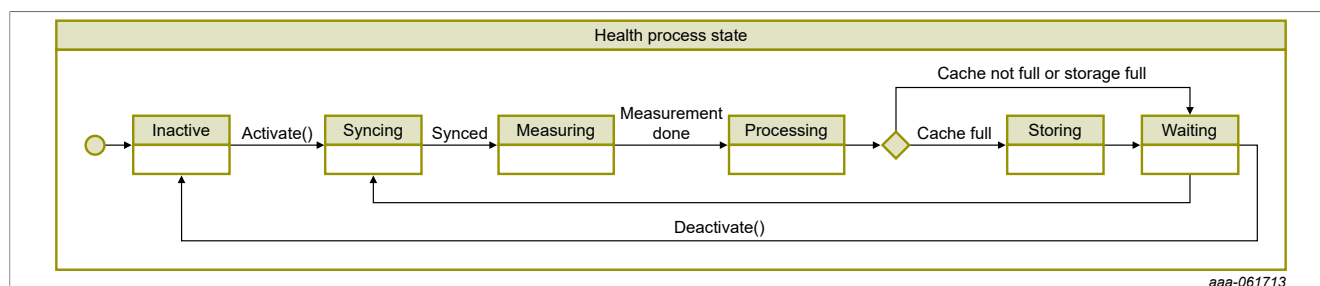 Health process state
Cache not full or storage full
Inactive
Activate()
Syncing
Synced
Measuring
Measurement
done
Processing
Cache full
Storing
Waiting
Deactivate()
aaa-061713